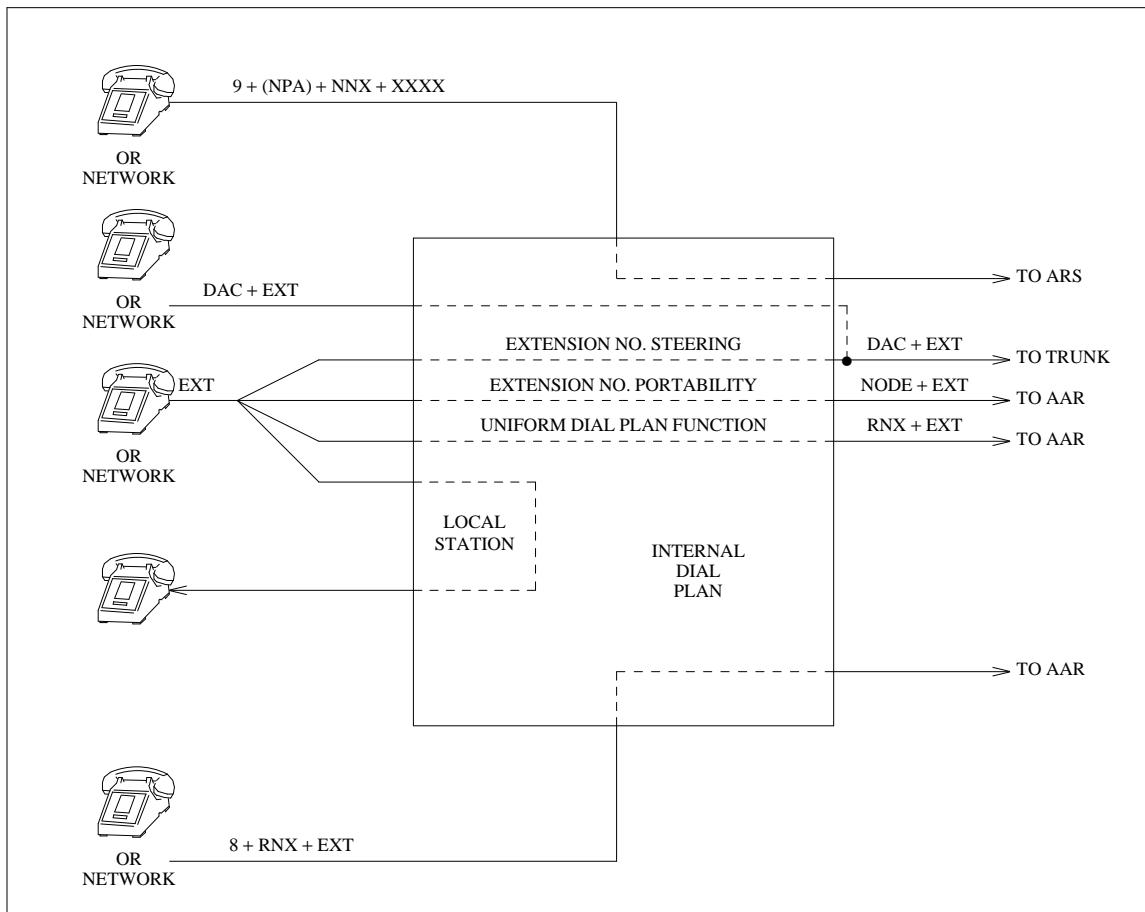 9 + (NPA) + NNX + XXXX
OR
NETWORK
TO ARS
DAC + EXT
OR
NETWORK
EXTENSION NO. STEERING
DAC + EXT
TO TRUNK
EXT
EXTENSION NO. PORTABILITY
NODE + EXT
TO AAR
UNIFORM DIAL PLAN FUNCTION
RNX + EXT
TO AAR
OR
NETWORK
LOCAL
STATION
INTERNAL
DIAL
PLAN
TO AAR
8 + RNX + EXT
OR
NETWORK